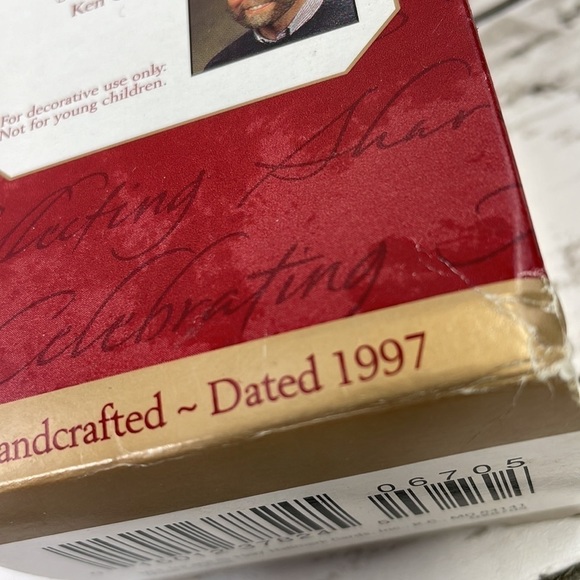 Ken
For decorative use only.
Not for young children.
Collecting Shar
Celebrating
andcrafted ~ Dated 1997
06705